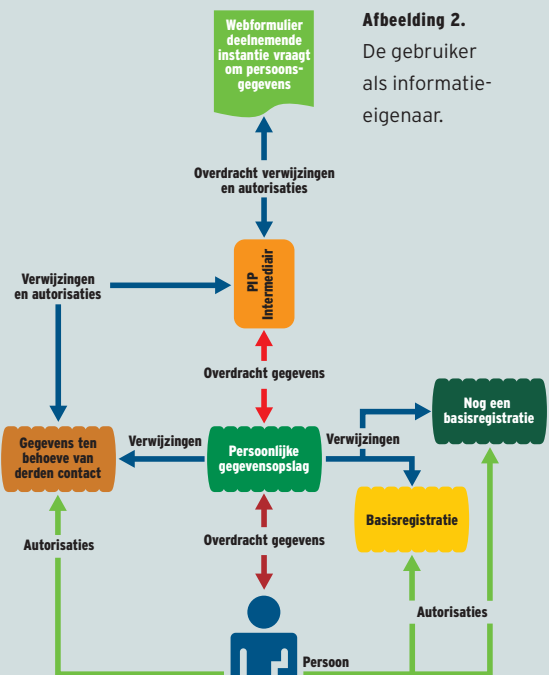 Webformulier
deelnemende
instantie vraagt
om persoons-
gegevens
Afbeelding 2.
De gebruiker
als informatie-
eigenaar.
Overdracht verwijzingen
en autorisaties
PIP
Intermediair
Verwijzingen
en autorisaties
Overdracht gegevens
Nog een
basisregistratie
Gegevens ten
behoeve van
derden contact
Verwijzingen
Persoonlijke
gegevensopslag
Verwijzingen
Basisregistratie
Autorisaties
Overdracht gegevens
Autorisaties
Persoon